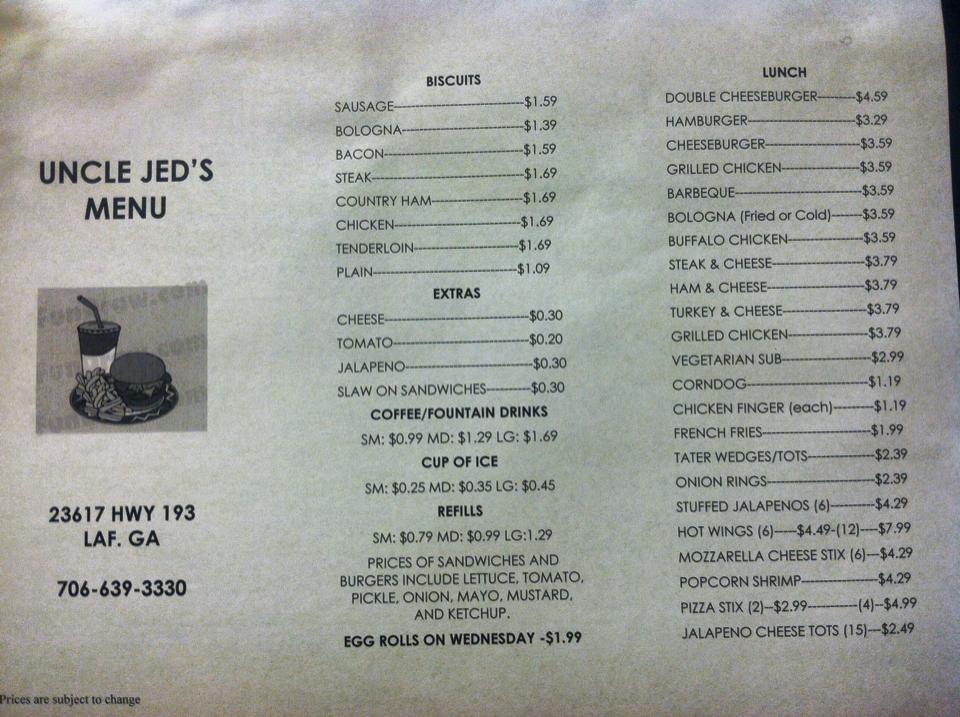 UNCLE JED'S
MENU
23617 HWY 193
LAF. GA
706-639-3330
Prices are subject to change
BISCUITS
SAUSAGE----------$1.59
BOLOGNA----------$1.39
BACON----------$1.59
STEAK----------$1.69
COUNTRY HAM----------$1.69
CHICKEN----------$1.69
TENDERLOIN----------$1.69
PLAIN----------$1.09
EXTRAS
CHEESE----------$0.30
TOMATO----------$0.20
JALAPENO----------$0.30
SLAW ON SANDWICHES----------$0.30
COFFEE/FOUNTAIN DRINKS
SM: $0.99 MD: $1.29 LG: $1.69
CUP OF ICE
SM: $0.25 MD: $0.35 LG: $0.45
REFILLS
SM: $0.79 MD: $0.99 LG:1.29
PRICES OF SANDWICHES AND
BURGERS INCLUDE LETTUCE, TOMATO,
PICKLE, ONION, MAYO, MUSTARD,
AND KETCHUP.
EGG ROLLS ON WEDNESDAY -$1.99
LUNCH
DOUBLE CHEESEBURGER----------$4.59
HAMBURGER----------$3.29
CHEESEBURGER----------$3.59
GRILLED CHICKEN----------$3.59
BARBEQUE----------$3.59
BOLOGNA (Fried or Cold)-------$3.59
BUFFALO CHICKEN----------$3.59
STEAK & CHEESE----------$3.79
HAM & CHEESE----------$3.79
TURKEY & CHEESE----------$3.79
GRILLED CHICKEN----------$3.79
VEGETARIAN SUB----------$2.99
CORNDOG----------$1.19
CHICKEN FINGER (each)----------$1.19
FRENCH FRIES----------$1.99
TATER WEDGES/TOTS----------$2.39
ONION RINGS----------$2.39
STUFFED JALAPENOS (6)----------$4.29
HOT WINGS (6)-----$4.49-(12)----$7.99
MOZZARELLA CHEESE STIX (6)---$4.29
POPCORN SHRIMP----------$4.29
PIZZA STIX (2)--$2.99----------(4)--$4.99
JALAPENO CHEESE TOTS (15)---$2.49